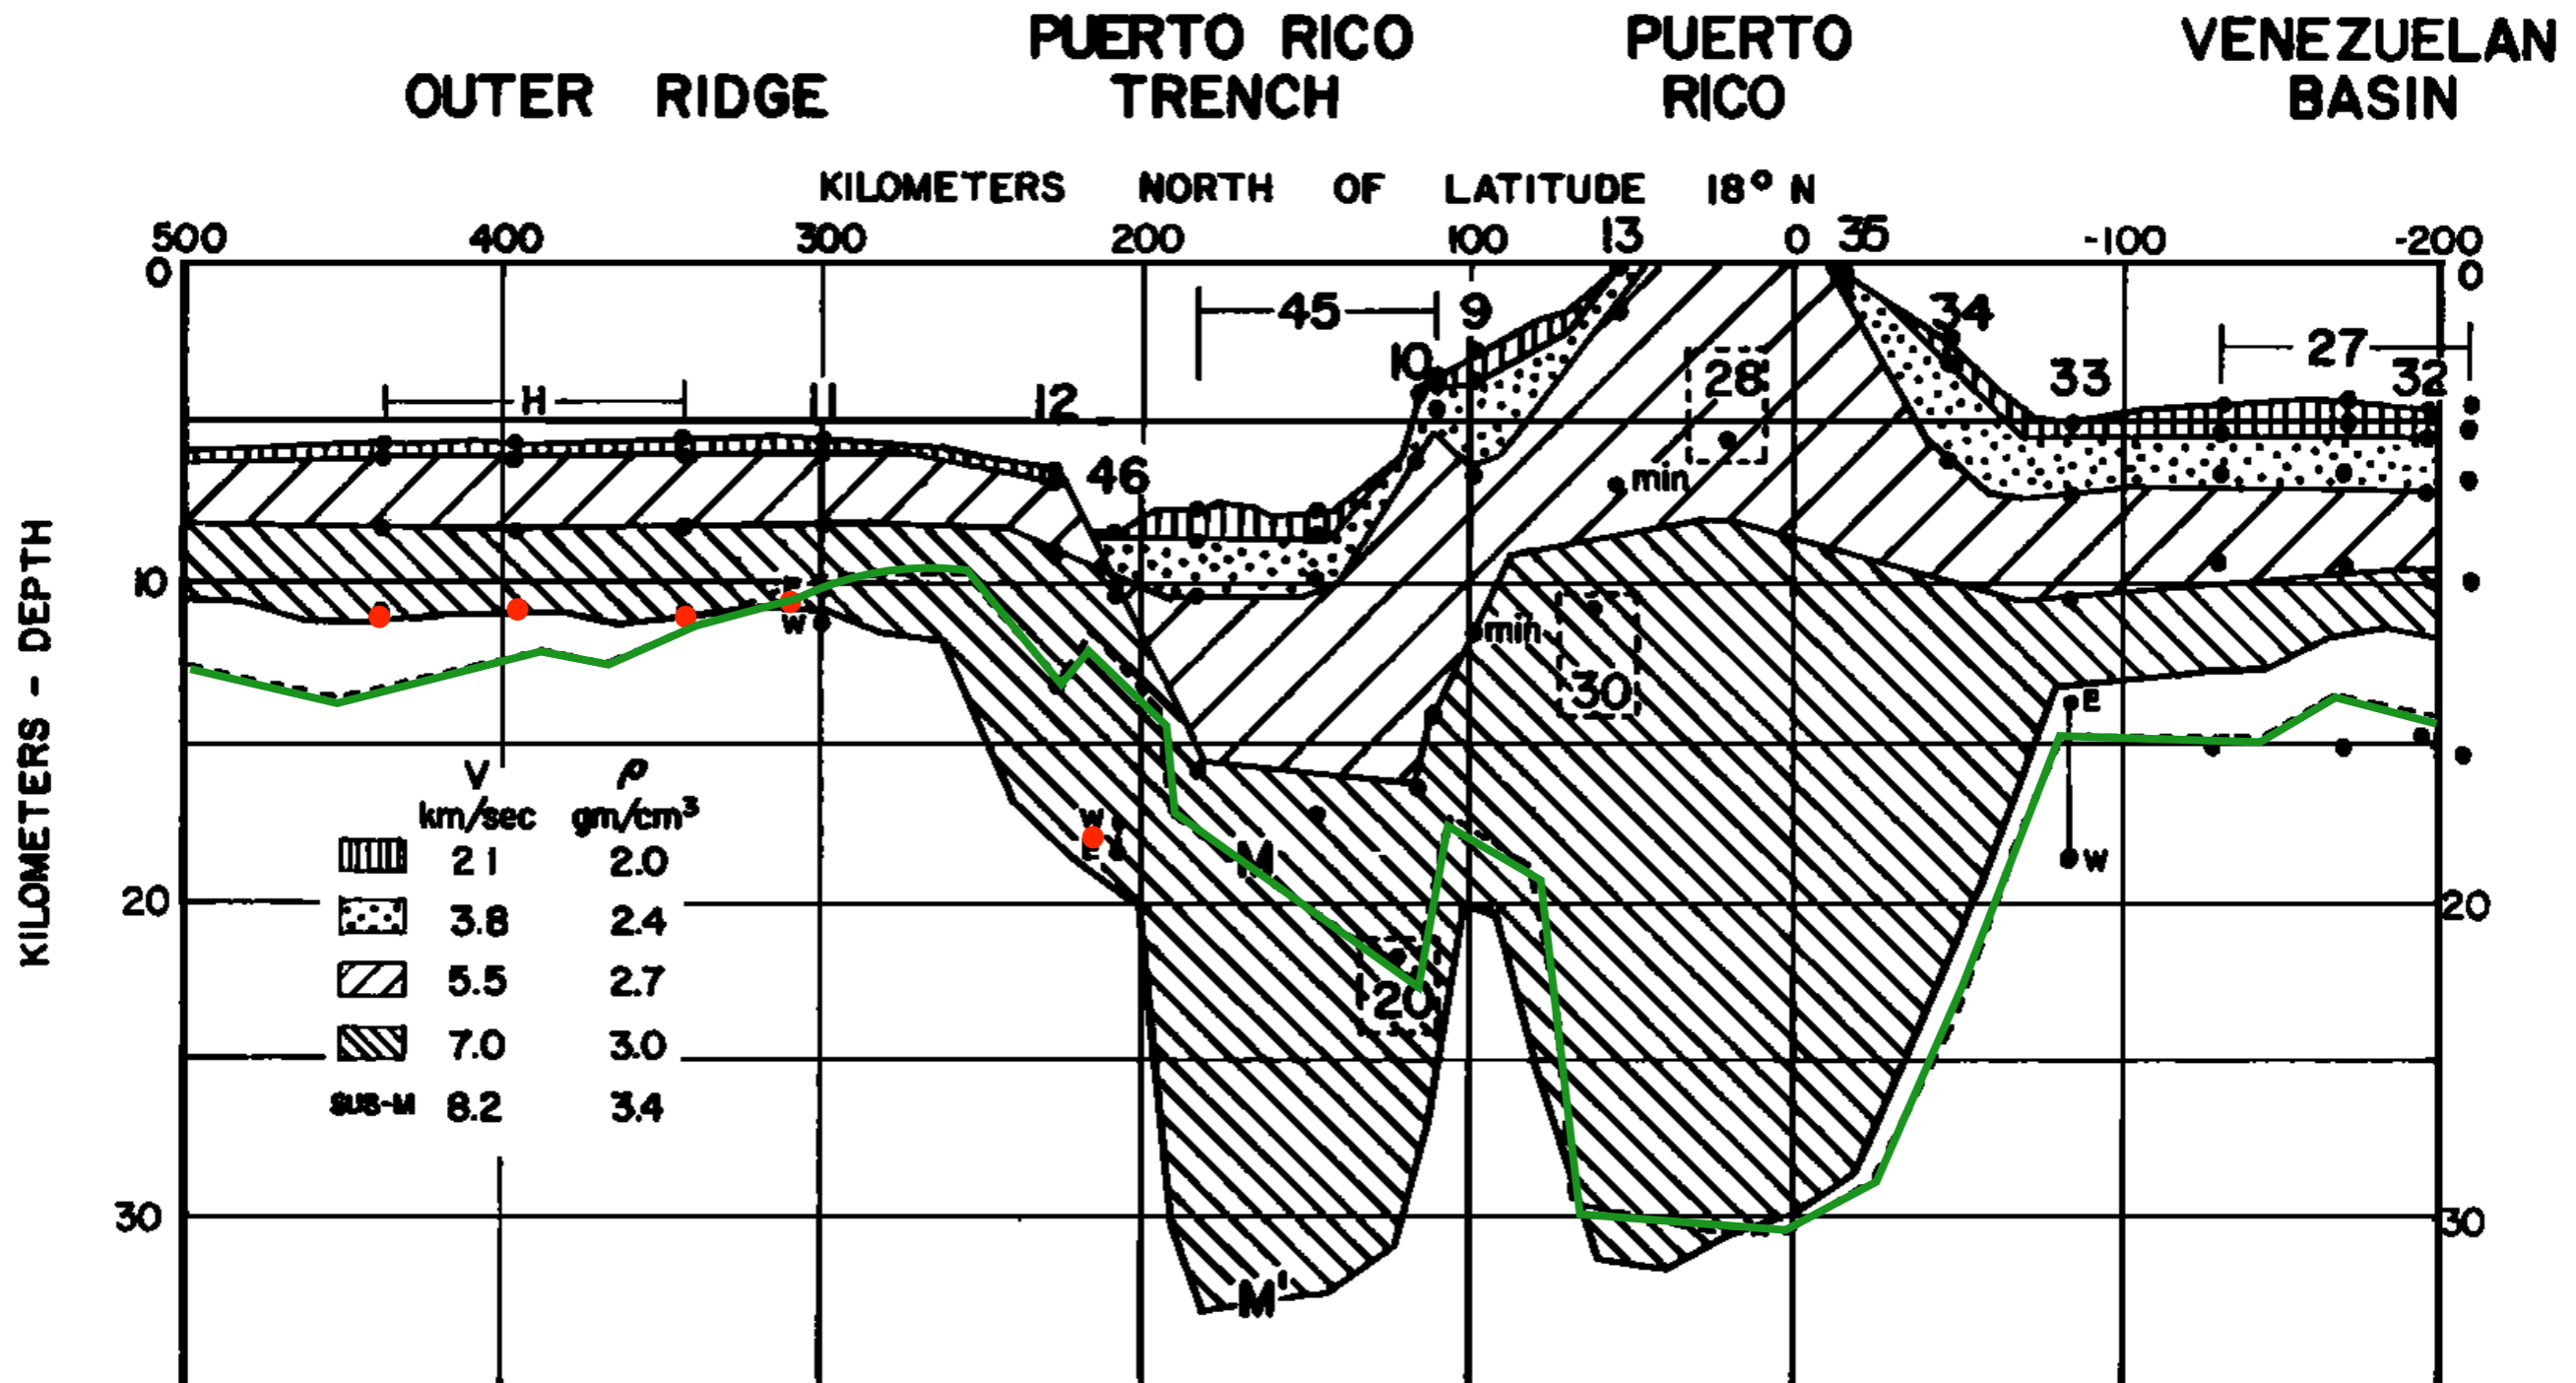 PUERTO RICO TRENCH
PUERTO RICO
VENEZUELAN BASIN
OUTER RIDGE
KILOMETERS NORTH OF LATITUDE 18° N
500 400 300 200 100 13 0 35 -100 -200
0 0
45 9 34 27
10 28 33 32
H 11 12
46
min
10
E
W
min
30
E
W
KILOMETERS - DEPTH
V ρ
km/sec gm/cm³
2 1 2.0
3.8 2.4
5.5 2.7
7.0 3.0
SUB-M 8.2 3.4
W
E
M
20 20
20
30 30
M'